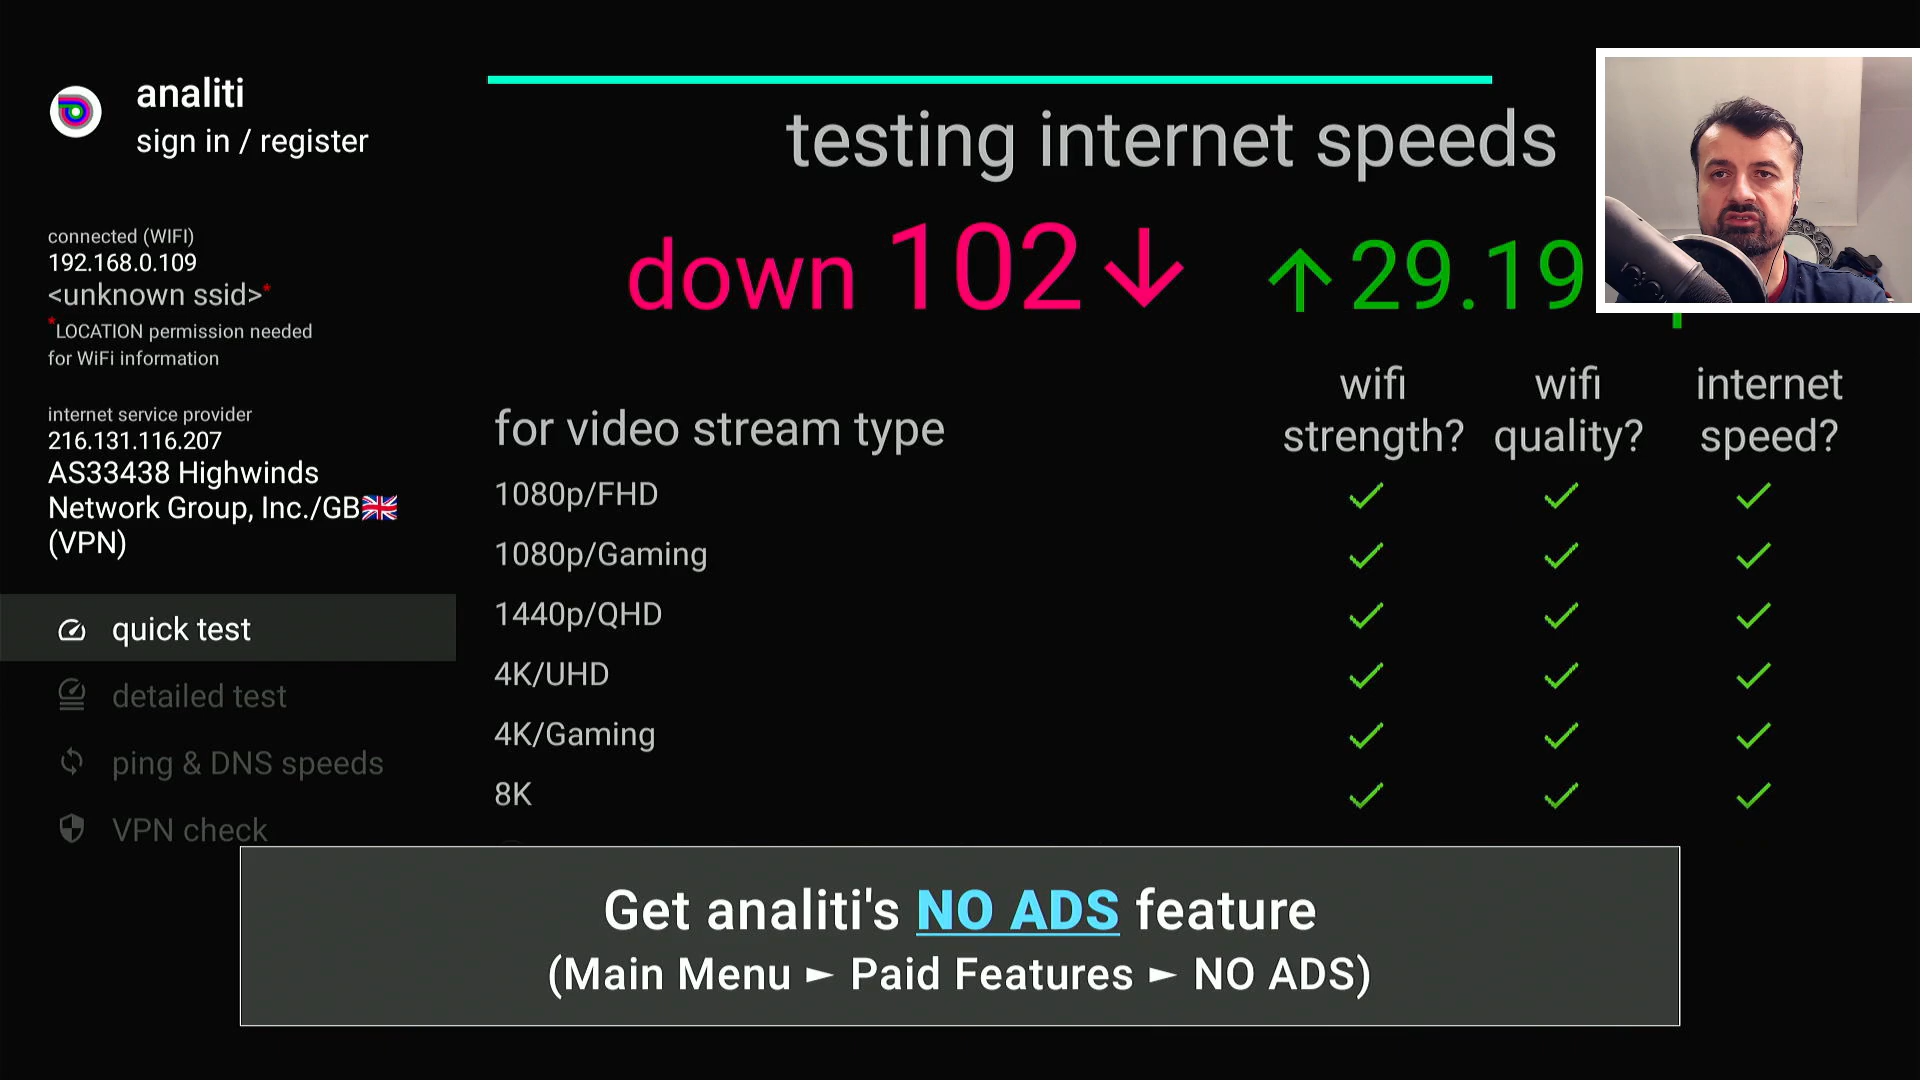 analiti
sign in / register
connected (WIFI)
192.168.0.109
<unknown ssid>*
*LOCATION permission needed
for WiFi information
internet service provider
216.131.116.207
AS33438 Highwinds
Network Group, Inc./GB🇬🇧
(VPN)
quick test
detailed test
ping & DNS speeds
VPN check
testing internet speeds
down 102↓ ↑29.19
for video stream type
wifi strength?
wifi quality?
internet speed?
1080p/FHD ✓ ✓ ✓
1080p/Gaming ✓ ✓ ✓
1440p/QHD ✓ ✓ ✓
4K/UHD ✓ ✓ ✓
4K/Gaming ✓ ✓ ✓
8K ✓ ✓ ✓
Get analiti's NO ADS feature
(Main Menu ► Paid Features ► NO ADS)